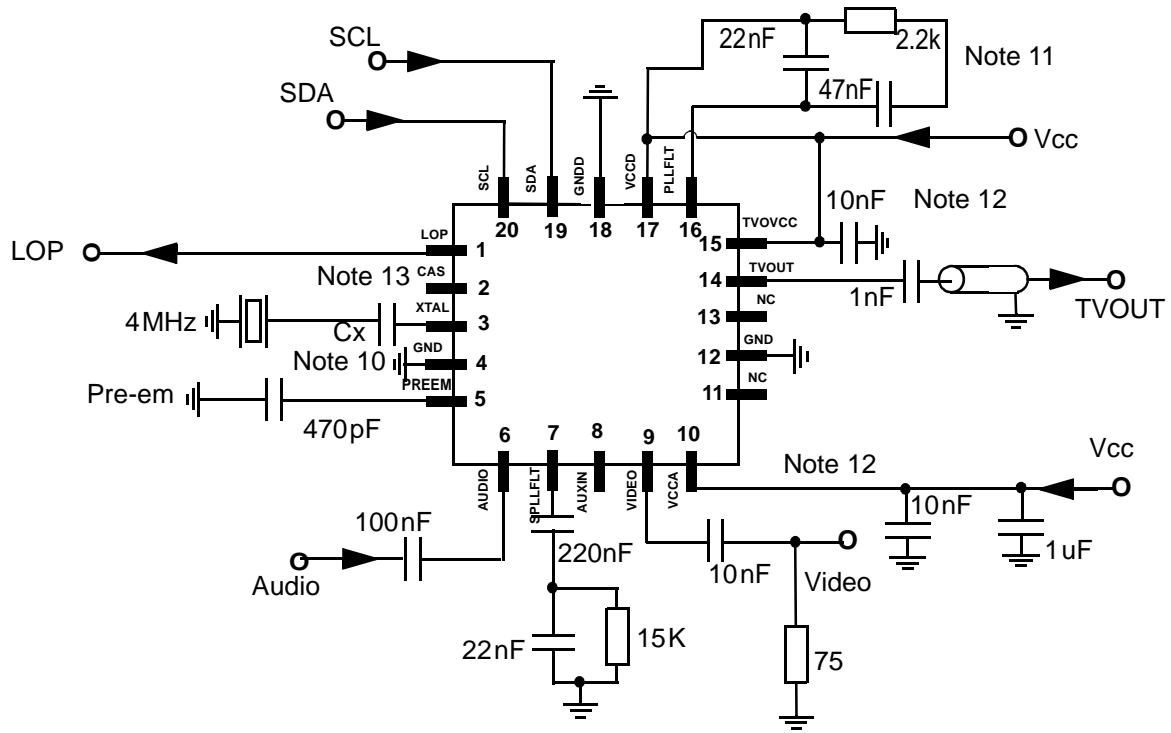 SCL
SDA
22nF
2.2k
Note 11
47nF
Vcc
SCL
SDA
GNDD
VCCD
PLLFLT
20
19
18
17
16
10nF
Note 12
LOP
LOP
1
Note 13
CAS
2
XTAL
3
4MHz
Cx
Note 10
GND
4
PREEM
5
Pre-em
470pF
TVOVCC
15
TVOUT
14
1nF
TVOUT
NC
13
GND
12
NC
11
6
7
8
9
10
AUDIO
SPLLFLT
AUXIN
VIDEO
VCCA
Note 12
Vcc
10nF
1uF
100nF
Audio
220nF
10nF
Video
22nF
15K
75